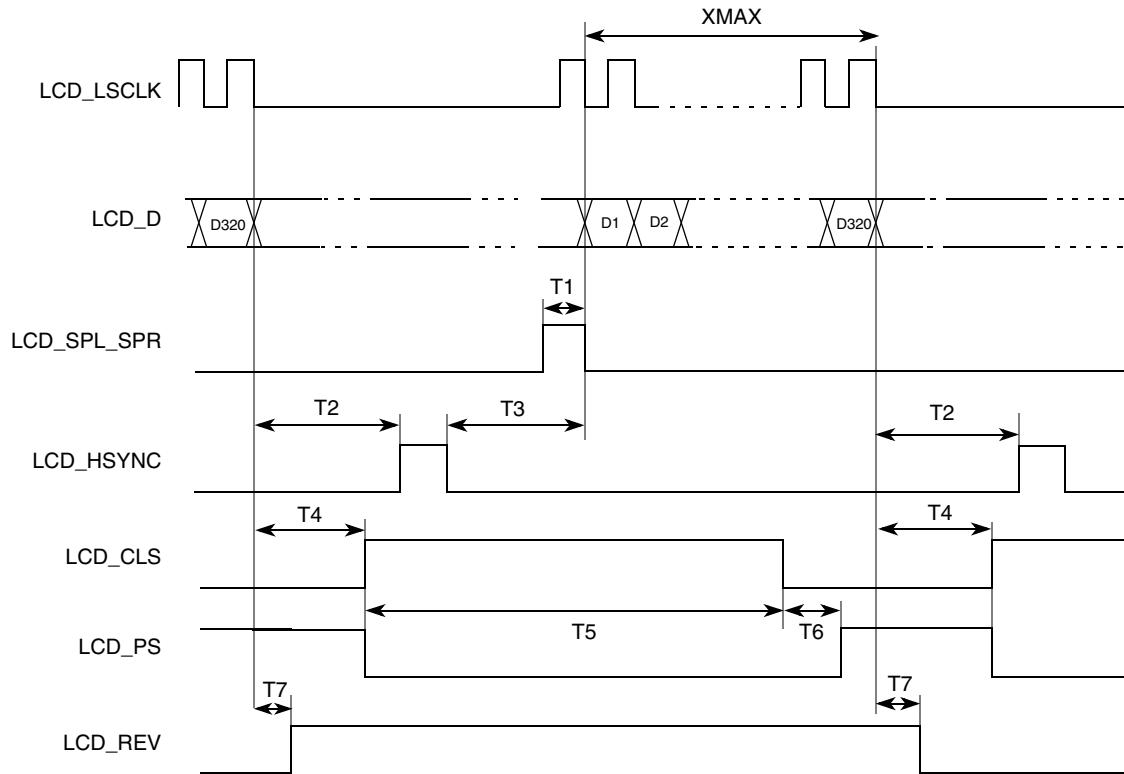 XMAX
LCD_LSCLK
LCD_D
D320
D1
D2
D320
T1
LCD_SPL_SPR
T2
T3
T2
LCD_HSYNC
T4
T4
LCD_CLS
T5
T6
LCD_PS
T7
T7
LCD_REV